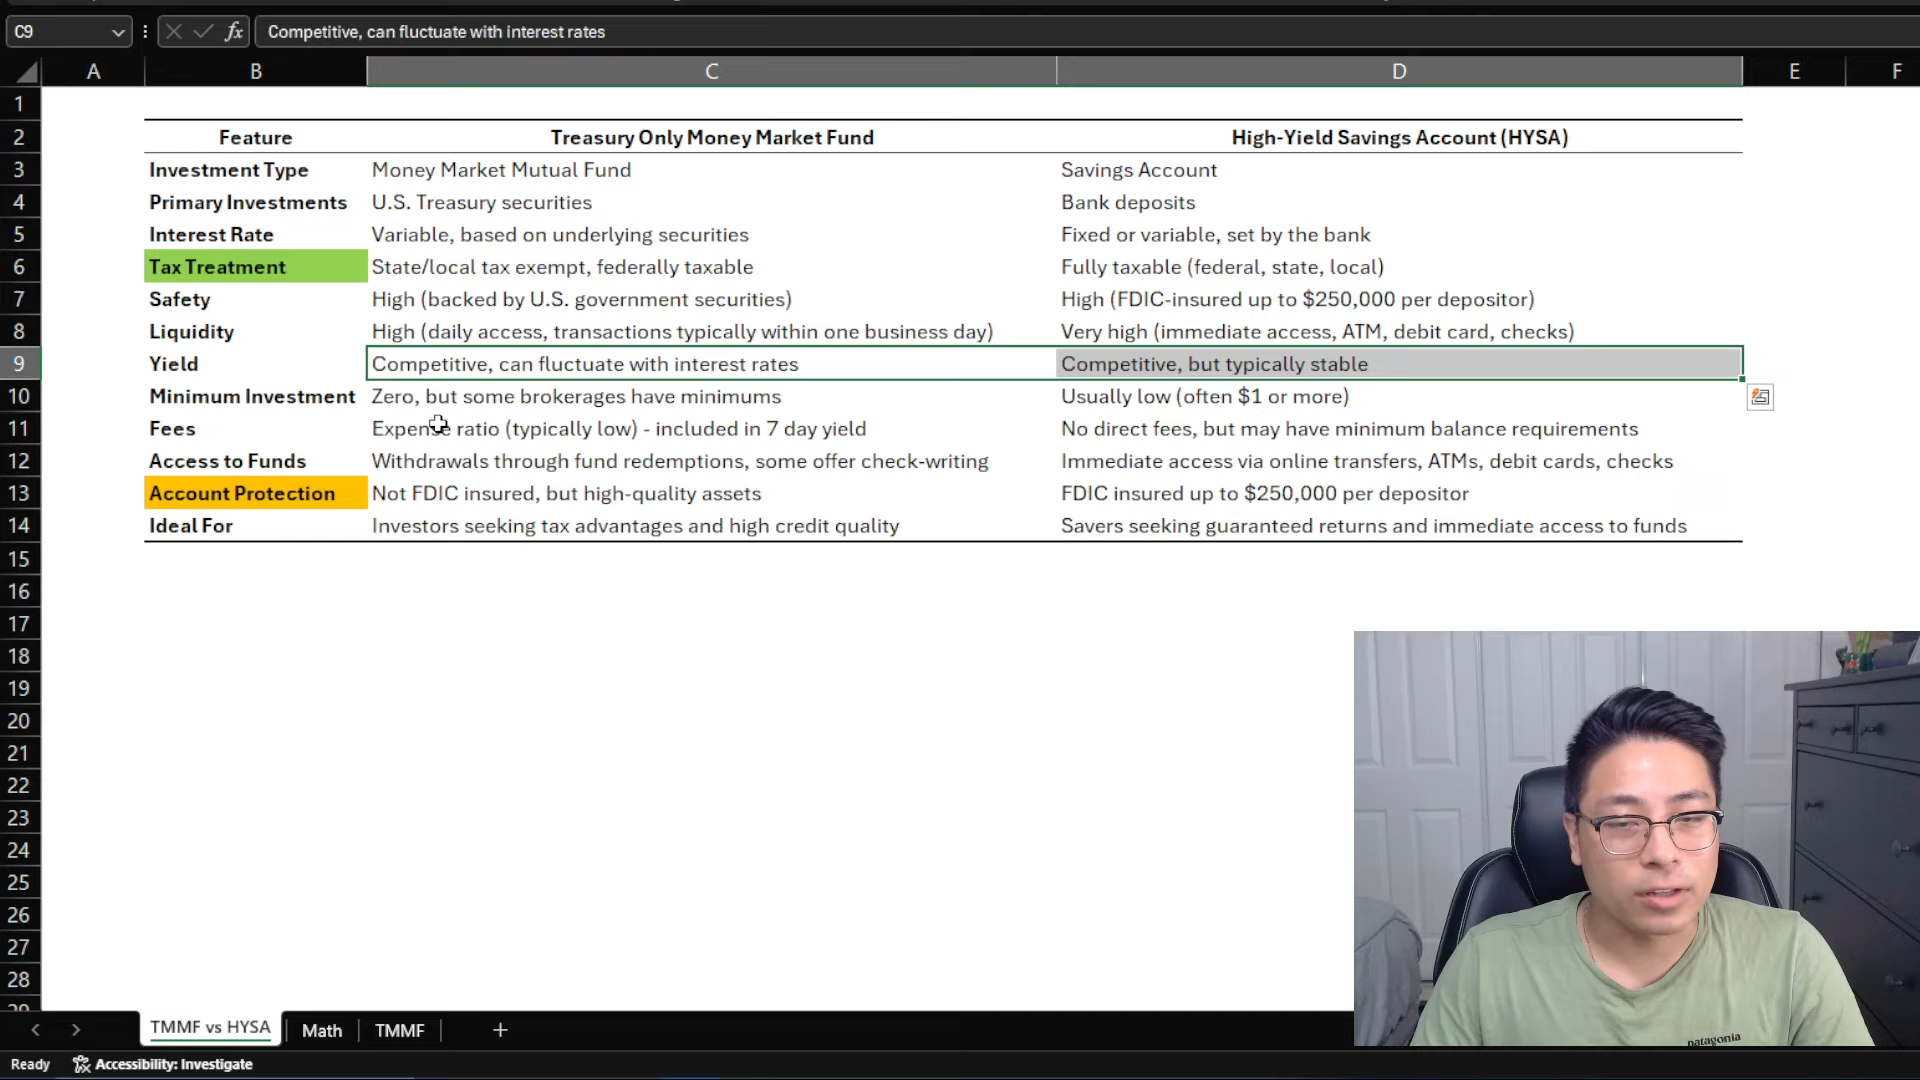 C9
fx
Competitive, can fluctuate with interest rates
A B C D E F
1
2 Feature Treasury Only Money Market Fund High-Yield Savings Account (HYSA)
3 Investment Type Money Market Mutual Fund Savings Account
4 Primary Investments U.S. Treasury securities Bank deposits
5 Interest Rate Variable, based on underlying securities Fixed or variable, set by the bank
6 Tax Treatment State/local tax exempt, federally taxable Fully taxable (federal, state, local)
7 Safety High (backed by U.S. government securities) High (FDIC-insured up to $250,000 per depositor)
8 Liquidity High (daily access, transactions typically within one business day) Very high (immediate access, ATM, debit card, checks)
9 Yield Competitive, can fluctuate with interest rates Competitive, but typically stable
10 Minimum Investment Zero, but some brokerages have minimums Usually low (often $1 or more)
11 Fees Expense ratio (typically low) - included in 7 day yield No direct fees, but may have minimum balance requirements
12 Access to Funds Withdrawals through fund redemptions, some offer check-writing Immediate access via online transfers, ATMs, debit cards, checks
13 Account Protection Not FDIC insured, but high-quality assets FDIC insured up to $250,000 per depositor
14 Ideal For Investors seeking tax advantages and high credit quality Savers seeking guaranteed returns and immediate access to funds
15
16
17
18
19
20
21
22
23
24
25
26
27
28
29
patagonia
TMMF vs HYSA Math TMMF +
Ready Accessibility: Investigate